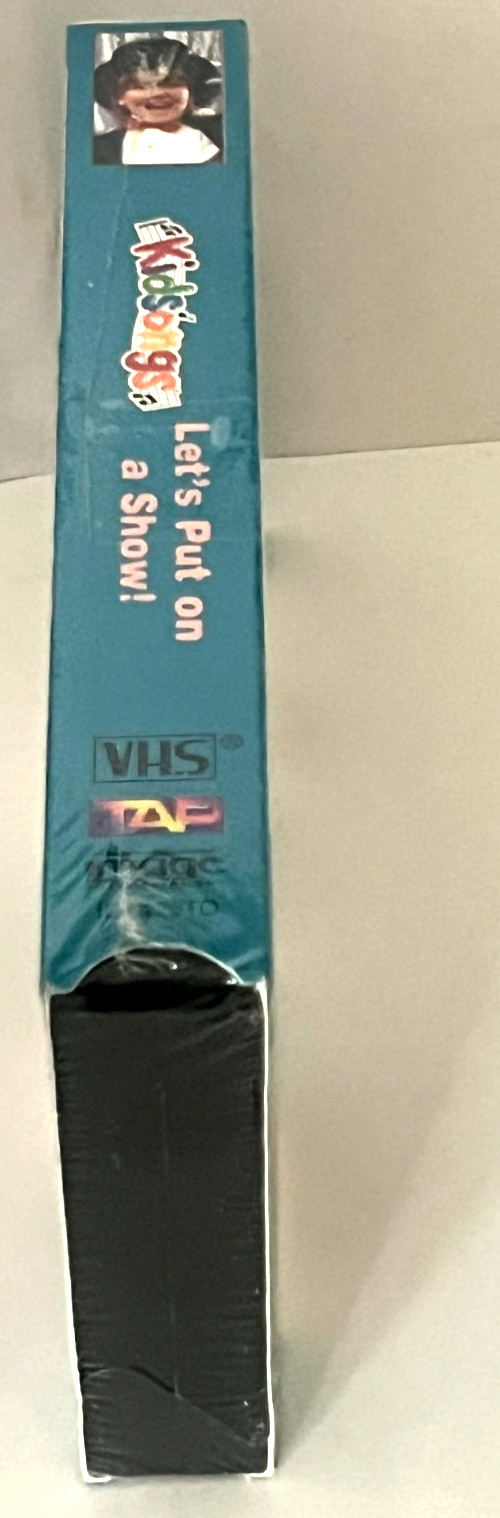 Kidsongs
Let's Put on
a Show!
VHS®
TAP